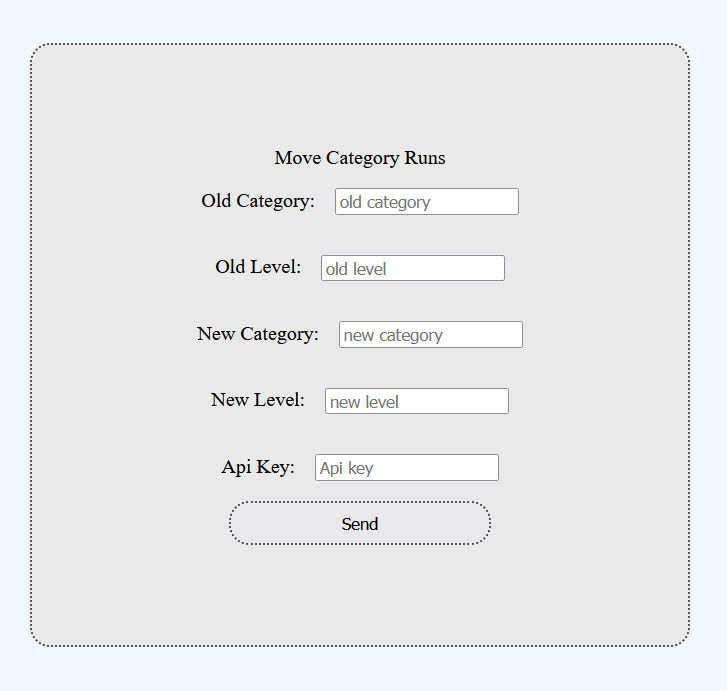 Move Category Runs
Old Category: old category
Old Level: old level
New Category: new category
New Level: new level
Api Key: Api key
Send